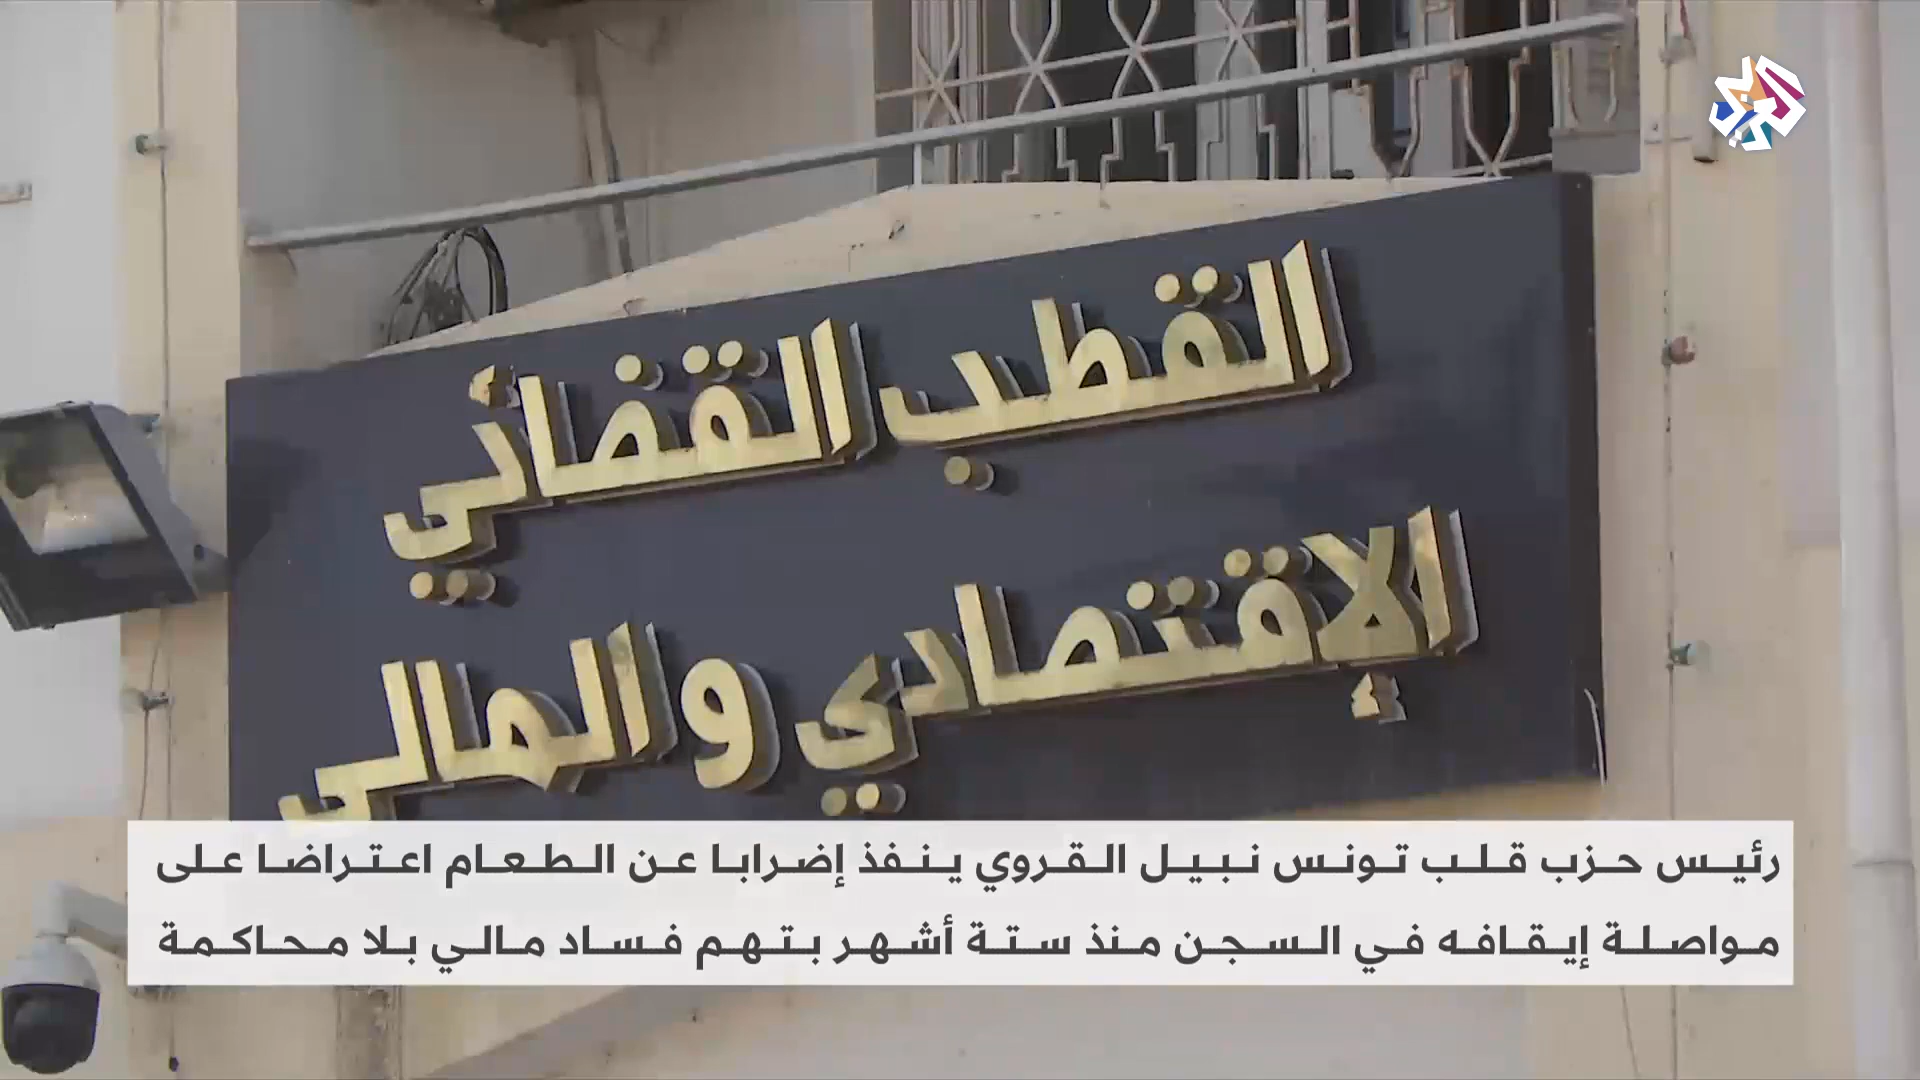 القطب القضائي
الإقتصادي والمالي
رئيس حزب قلب تونس نبيل القروي ينفذ إضرابا عن الطعام اعتراضا على
مواصلة إيقافه في السجن منذ ستة أشهر بتهم فساد مالي بلا محاكمة